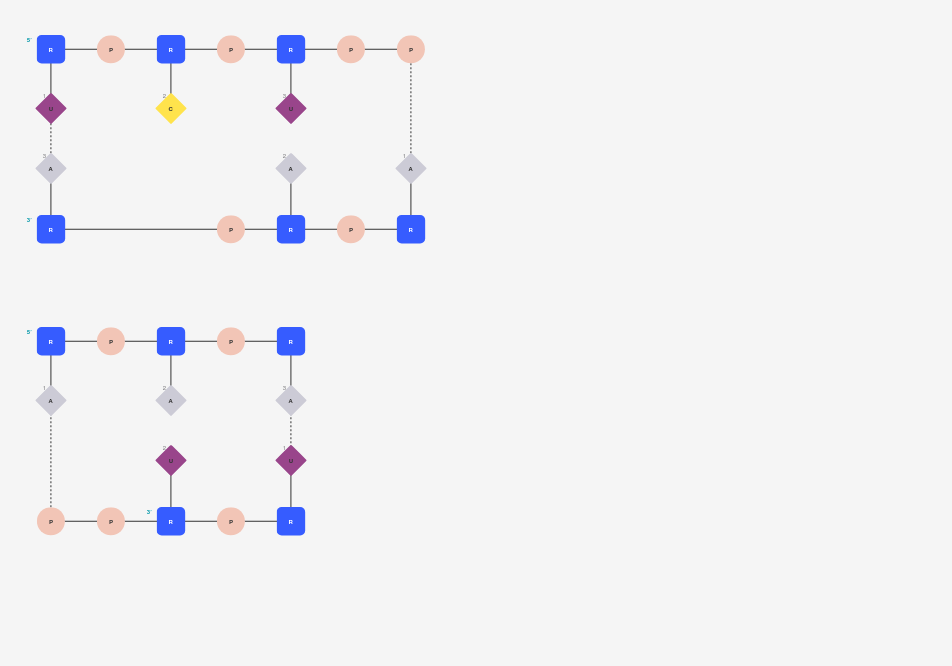 5' R P R P R P P
1 U 2 C 3 U
3 A 2 A 1 A
3' R P R P R
5' R P R P R
1 A 2 A 3 A
2 U 1 U
P P 3' R P R